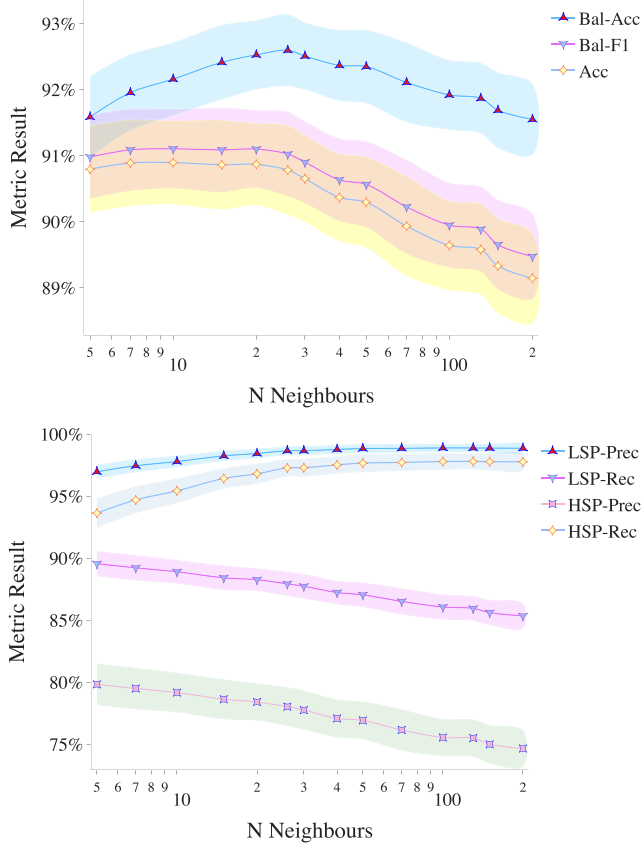 93%
92%
91%
90%
89%
Metric Result
5 6 7 8 9 10 2 3 4 5 6 7 8 9 100 2
N Neighbours
Bal-Acc
Bal-F1
Acc
100%
95%
90%
85%
80%
75%
Metric Result
5 6 7 8 9 10 2 3 4 5 6 7 8 9 100 2
N Neighbours
LSP-Prec
LSP-Rec
HSP-Prec
HSP-Rec